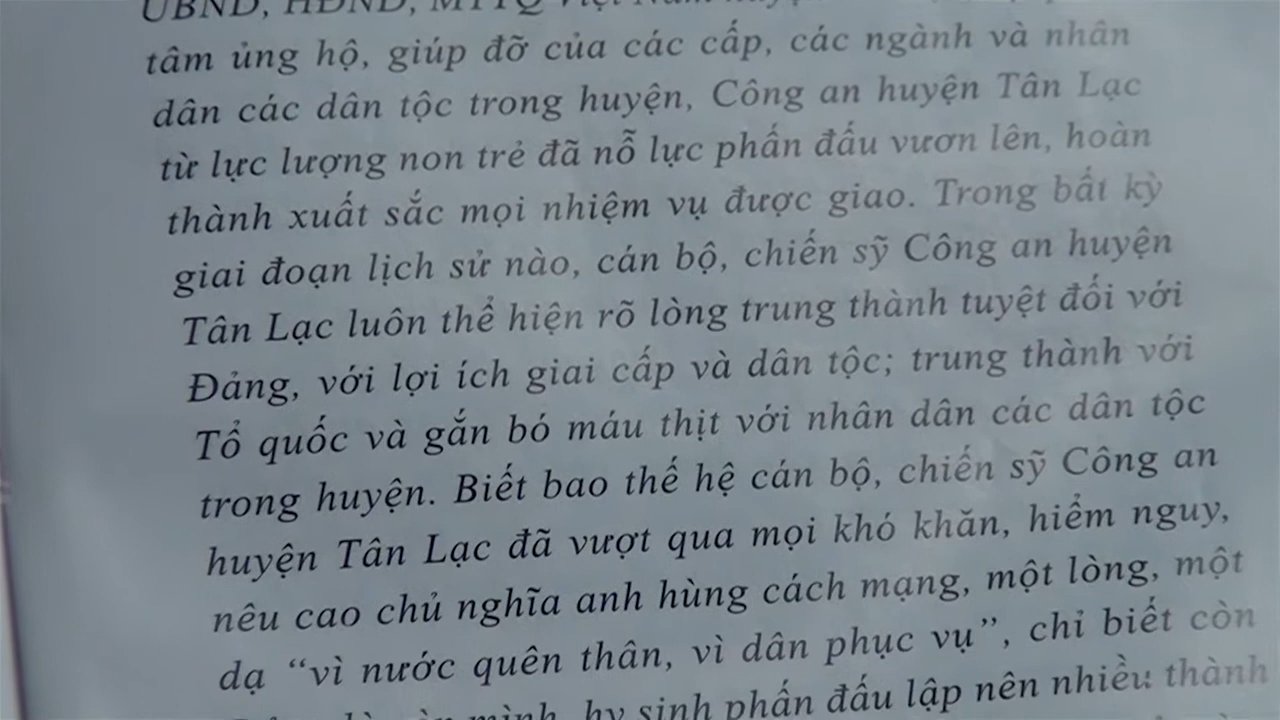 UBND, HĐND, MTTQ Việt Nam
tâm ủng hộ, giúp đỡ của các cấp, các ngành và nhân
dân các dân tộc trong huyện, Công an huyện Tân Lạc
từ lực lượng non trẻ đã nỗ lực phấn đấu vươn lên, hoàn
thành xuất sắc mọi nhiệm vụ được giao. Trong bất kỳ
giai đoạn lịch sử nào, cán bộ, chiến sỹ Công an huyện
Tân Lạc luôn thể hiện rõ lòng trung thành tuyệt đối với
Đảng, với lợi ích giai cấp và dân tộc; trung thành với
Tổ quốc và gắn bó máu thịt với nhân dân các dân tộc
trong huyện. Biết bao thế hệ cán bộ, chiến sỹ Công an
huyện Tân Lạc đã vượt qua mọi khó khăn, hiểm nguy,
nêu cao chủ nghĩa anh hùng cách mạng, một lòng, một
dạ “vì nước quên thân, vì dân phục vụ”, chỉ biết còn
mình, hy sinh phấn đấu lập nên nhiều thành